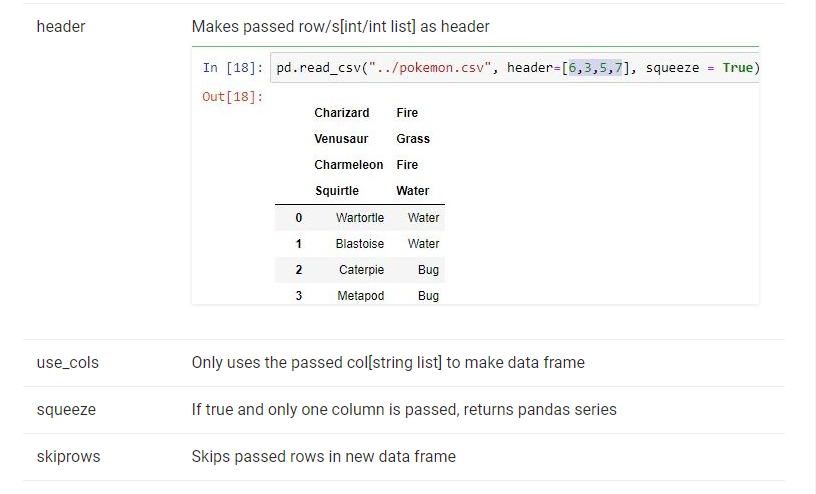 header Makes passed row/s[int/int list] as header
In [18]: pd.read_csv("../pokemon.csv", header=[6,3,5,7], squeeze = True)
Out[18]:
Charizard Fire
Venusaur Grass
Charmeleon Fire
Squirtle Water
0 Wartortle Water
1 Blastoise Water
2 Caterpie Bug
3 Metapod Bug
use_cols Only uses the passed col[string list] to make data frame
squeeze If true and only one column is passed, returns pandas series
skiprows Skips passed rows in new data frame